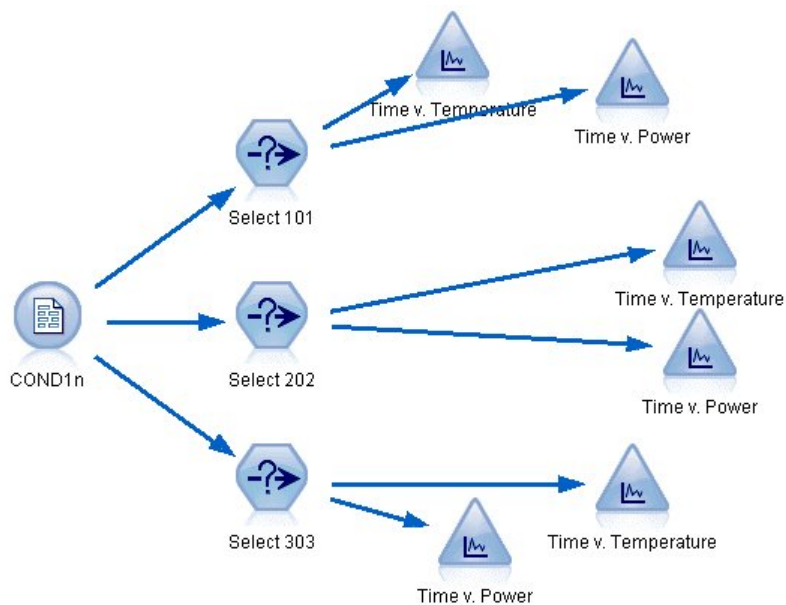 Time v. Temperature
Time v. Power
Select 101
Time v. Temperature
COND1n
Select 202
Time v. Power
Select 303
Time v. Temperature
Time v. Power